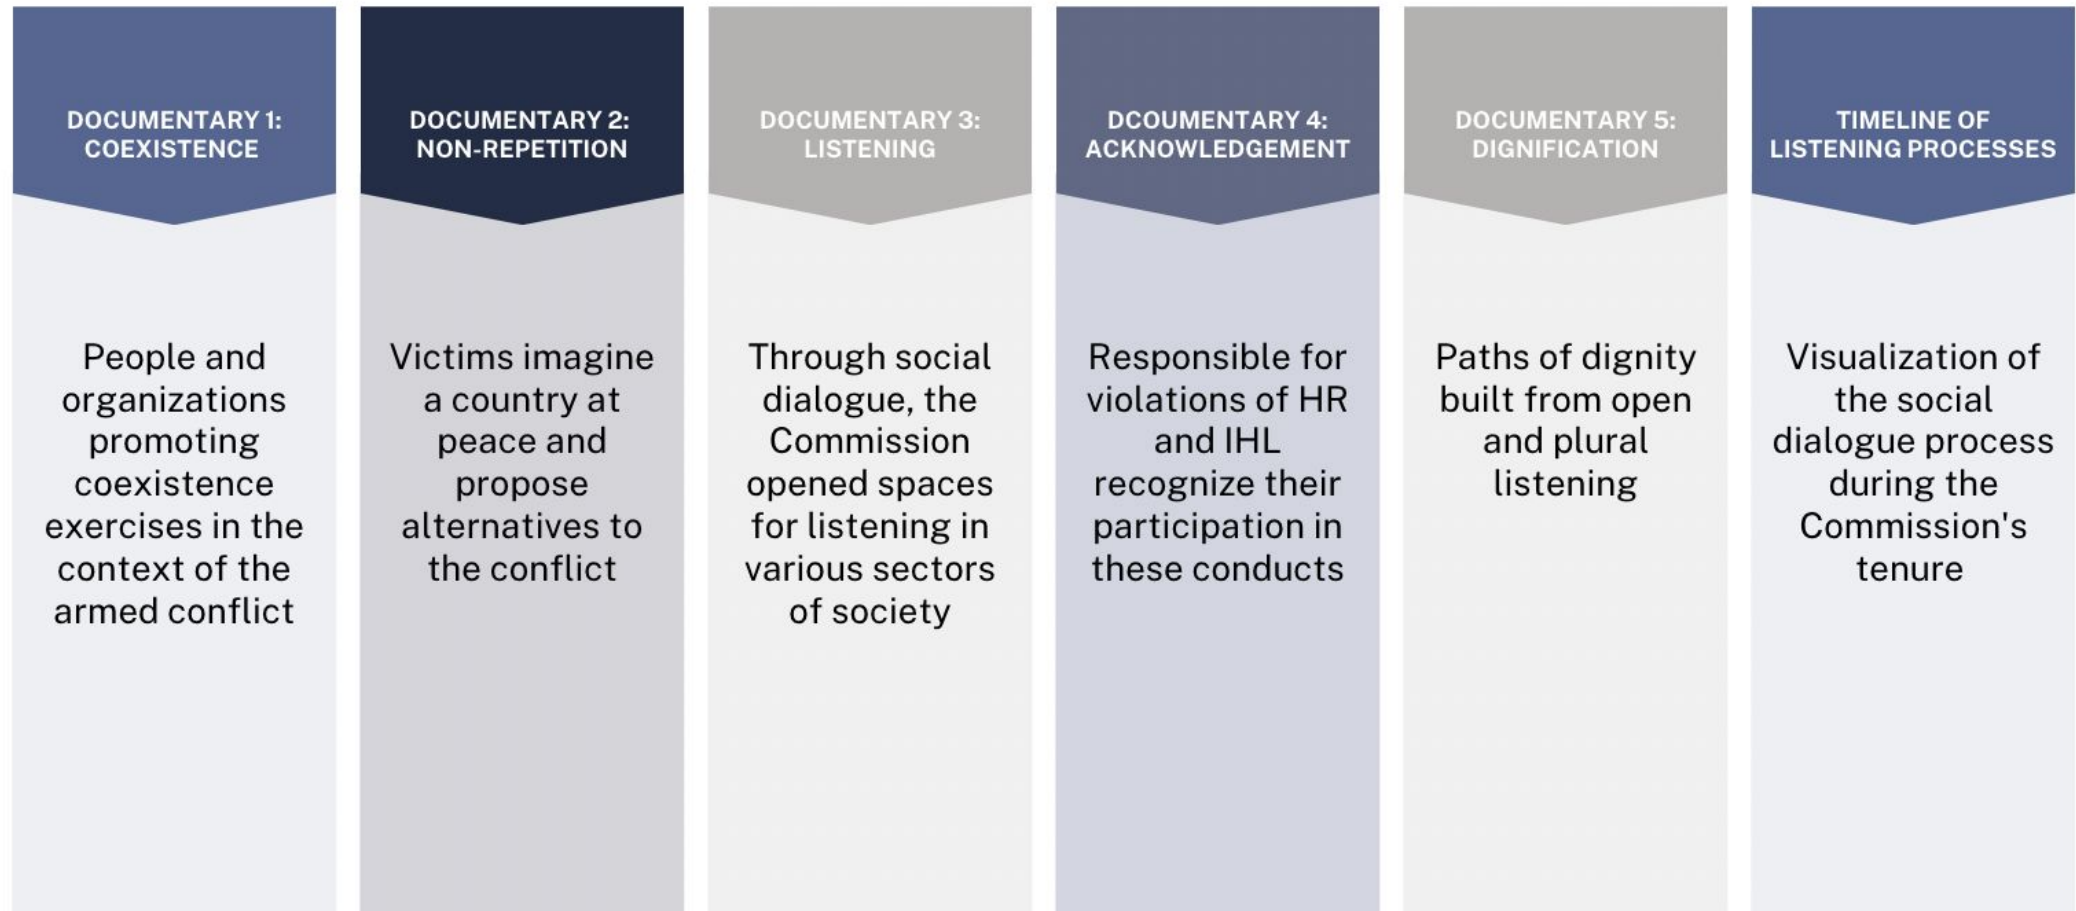 DOCUMENTARY 1:
COEXISTENCE
People and
organizations
promoting
coexistence
exercises in the
context of the
armed conflict
DOCUMENTARY 2:
NON-REPETITION
Victims imagine
a country at
peace and
propose
alternatives to
the conflict
DOCUMENTARY 3:
LISTENING
Through social
dialogue, the
Commission
opened spaces
for listening in
various sectors
of society
DCOUMENTARY 4:
ACKNOWLEDGEMENT
Responsible for
violations of HR
and IHL
recognize their
participation in
these conducts
DOCUMENTARY 5:
DIGNIFICATION
Paths of dignity
built from open
and plural
listening
TIMELINE OF
LISTENING PROCESSES
Visualization of
the social
dialogue process
during the
Commission's
tenure